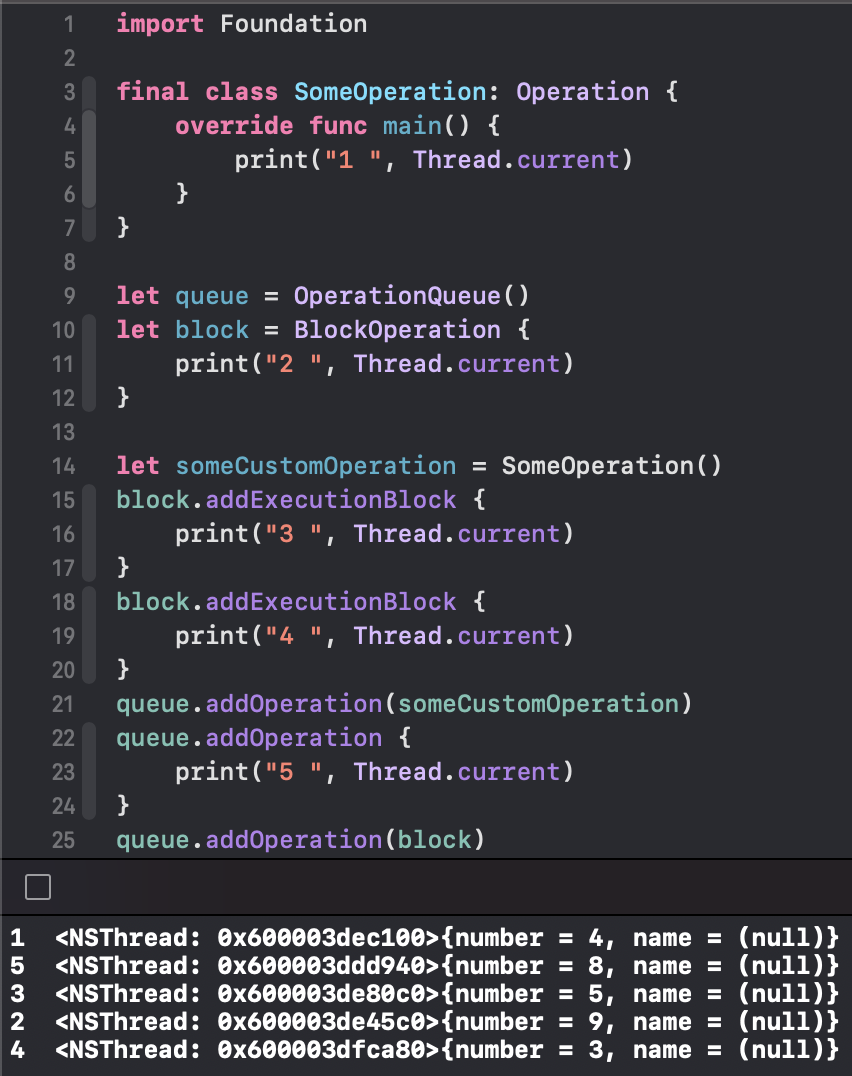 1 import Foundation
2
3 final class SomeOperation: Operation {
4     override func main() {
5         print("1 ", Thread.current)
6     }
7 }
8
9 let queue = OperationQueue()
10 let block = BlockOperation {
11     print("2 ", Thread.current)
12 }
13
14 let someCustomOperation = SomeOperation()
15 block.addExecutionBlock {
16     print("3 ", Thread.current)
17 }
18 block.addExecutionBlock {
19     print("4 ", Thread.current)
20 }
21 queue.addOperation(someCustomOperation)
22 queue.addOperation {
23     print("5 ", Thread.current)
24 }
25 queue.addOperation(block)
1  <NSThread: 0x600003dec100>{number = 4, name = (null)}
5  <NSThread: 0x600003ddd940>{number = 8, name = (null)}
3  <NSThread: 0x600003de80c0>{number = 5, name = (null)}
2  <NSThread: 0x600003de45c0>{number = 9, name = (null)}
4  <NSThread: 0x600003dfca80>{number = 3, name = (null)}